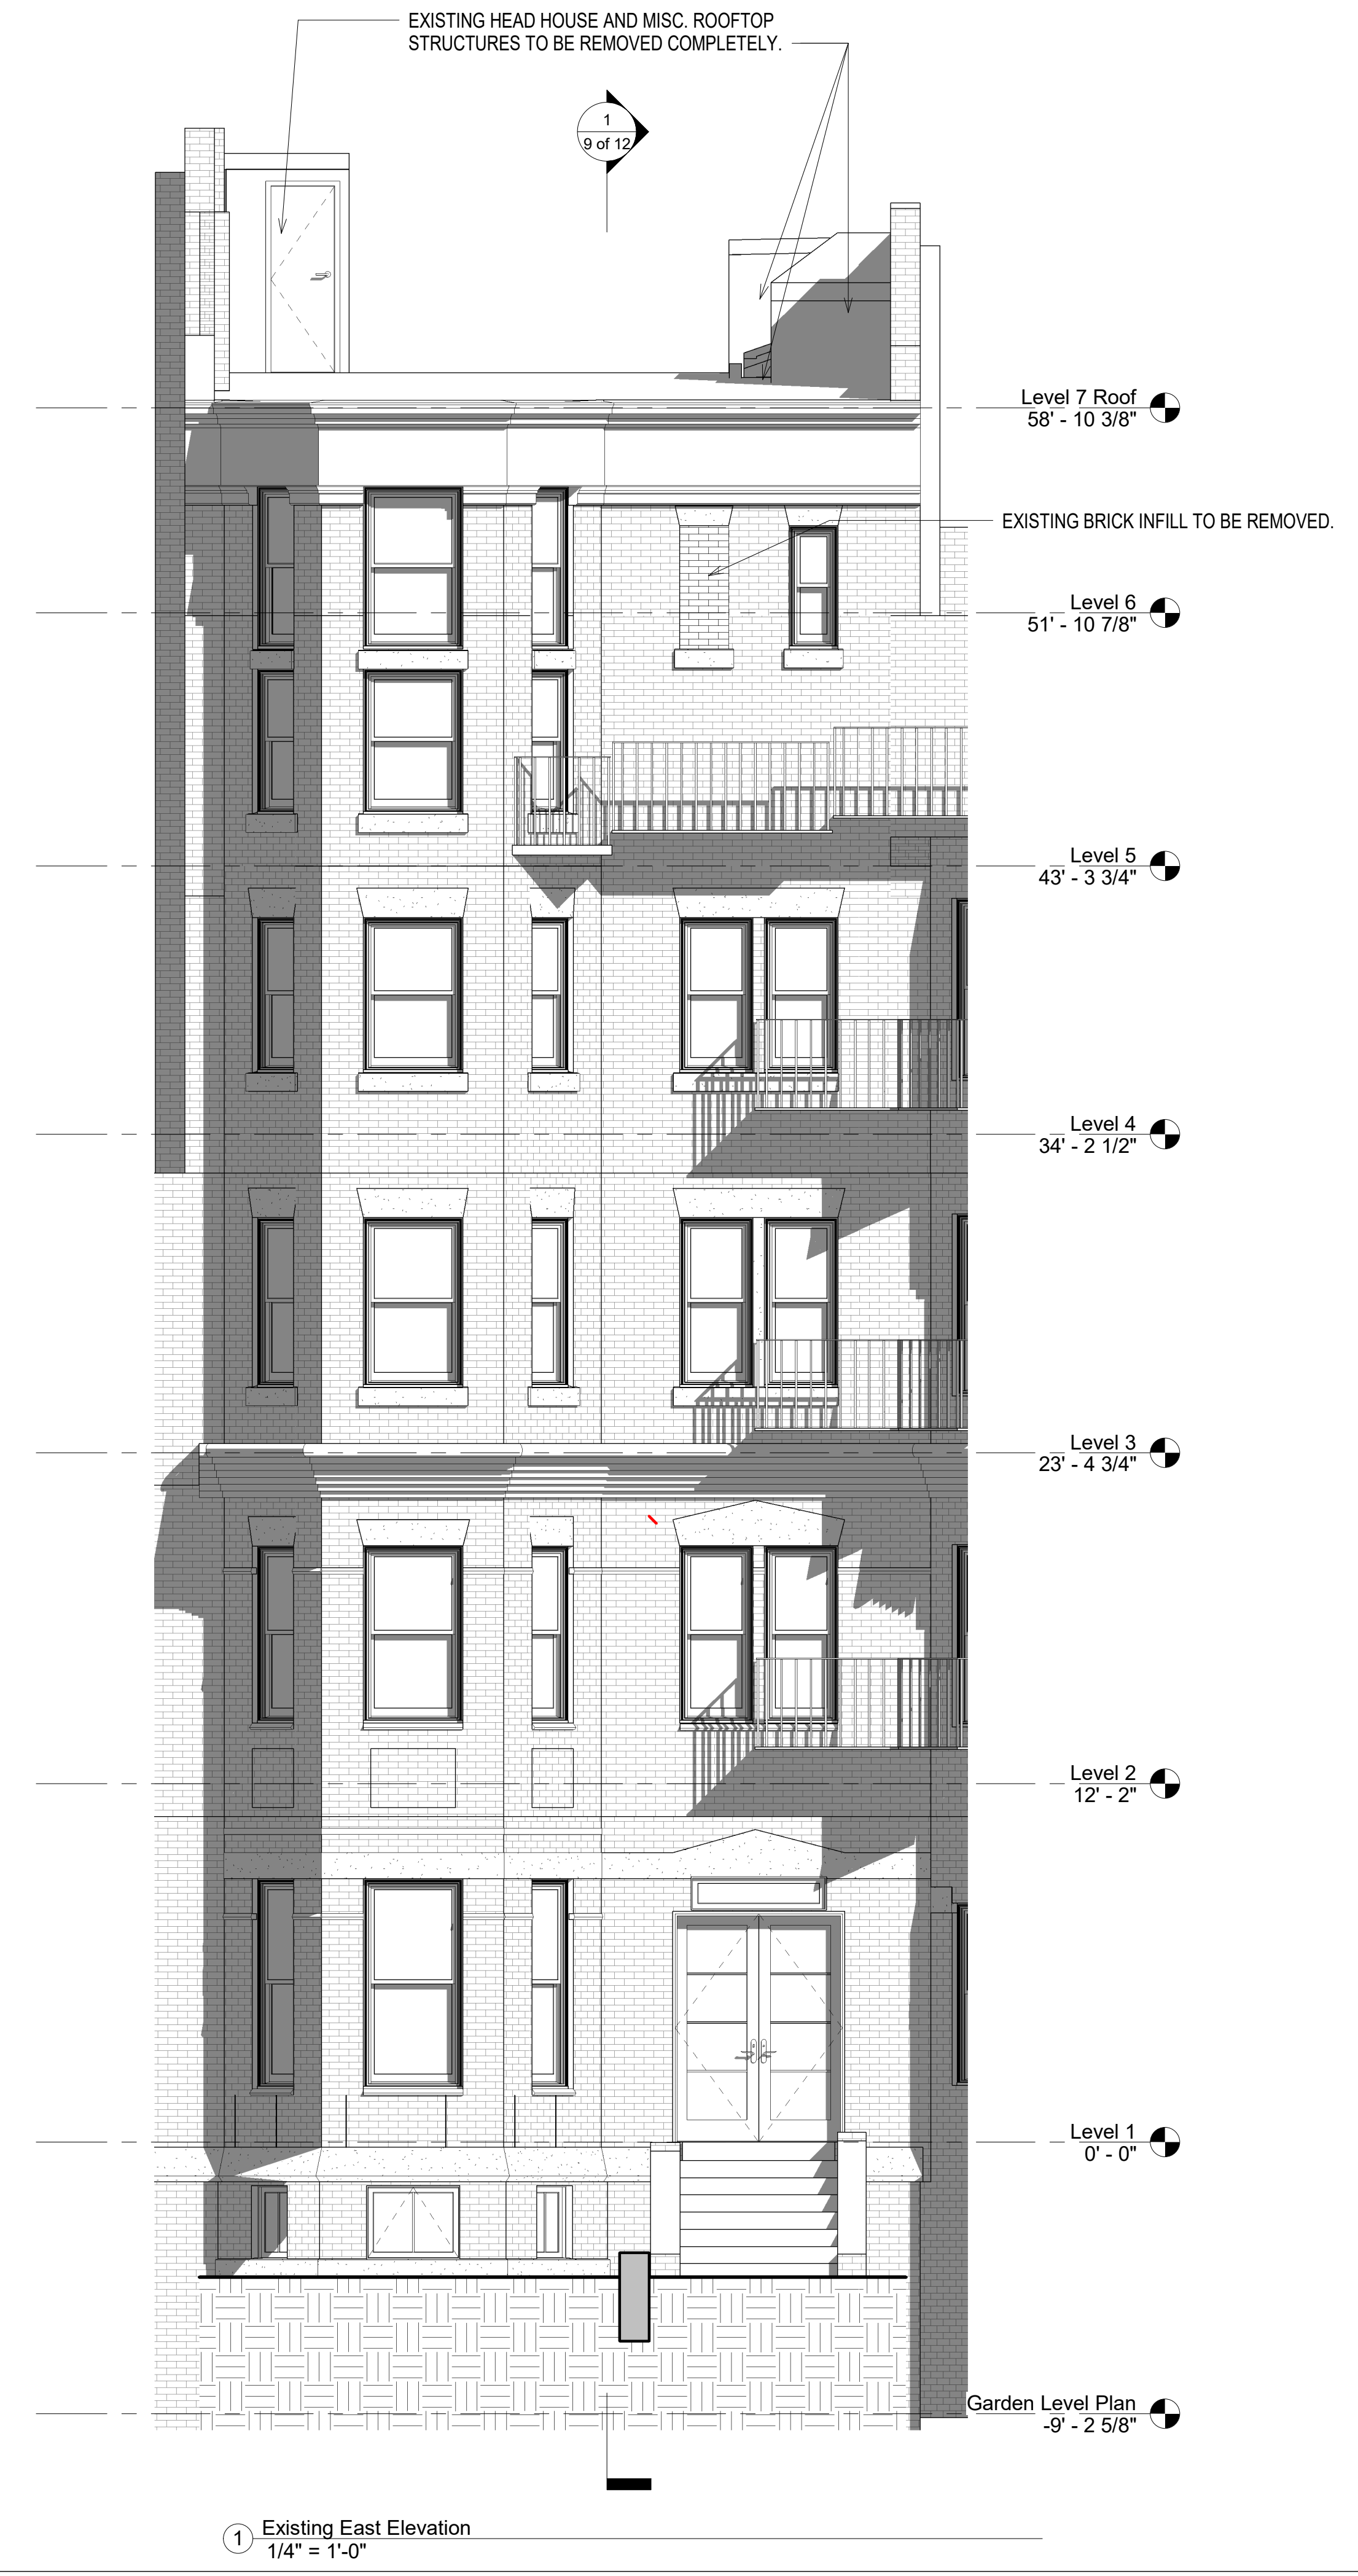 EXISTING HEAD HOUSE AND MISC. ROOFTOP
STRUCTURES TO BE REMOVED COMPLETELY.
1
9 of 12
Level 7 Roof
58' - 10 3/8"
EXISTING BRICK INFILL TO BE REMOVED.
Level 6
51' - 10 7/8"
Level 5
43' - 3 3/4"
Level 4
34' - 2 1/2"
Level 3
23' - 4 3/4"
Level 2
12' - 2"
Level 1
0' - 0"
Garden Level Plan
-9' - 2 5/8"
1
Existing East Elevation
1/4" = 1'-0"